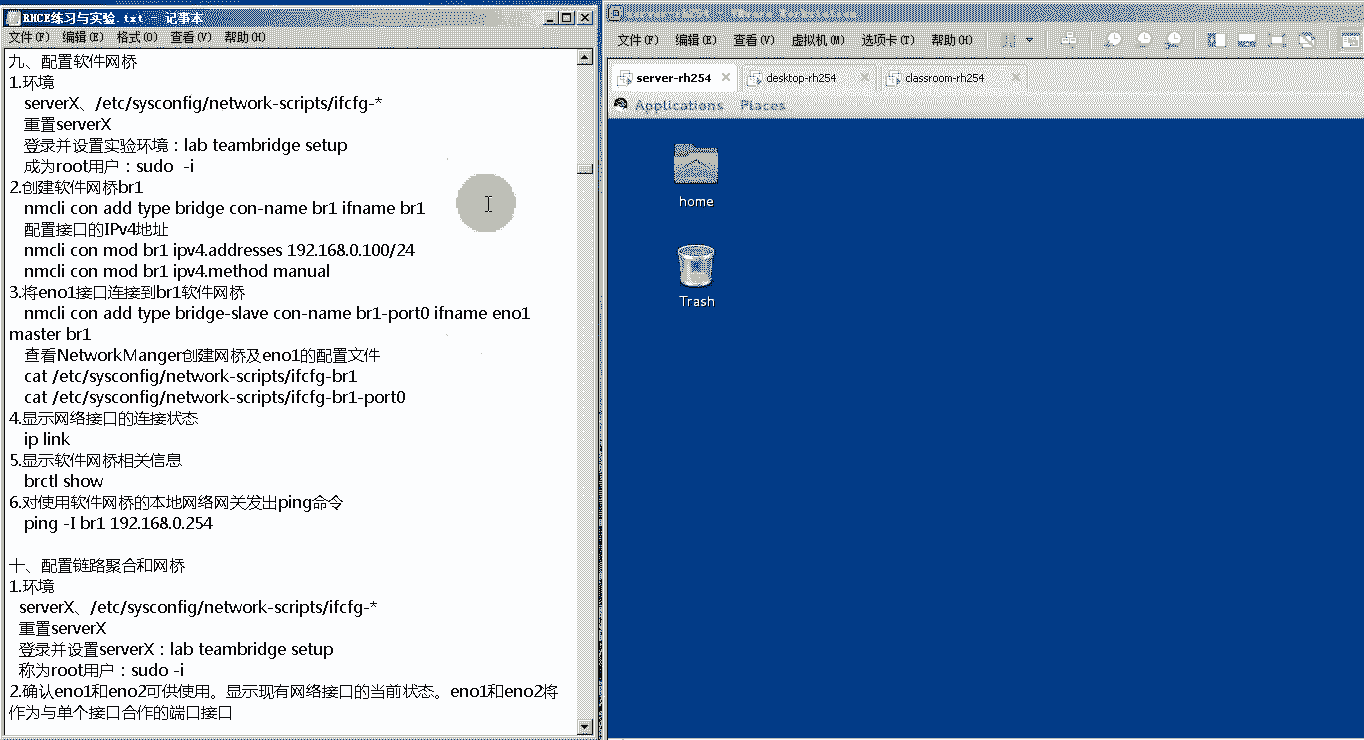 RHCE练习与实验.txt - 记事本
文件(F) 编辑(E) 格式(O) 查看(V) 帮助(H)
九、配置软件网桥
1.环境
serverX、/etc/sysconfig/network-scripts/ifcfg-*
重置serverX
登录并设置实验环境：lab teambridge setup
成为root用户：sudo  -i
2.创建软件网桥br1
nmcli con add type bridge con-name br1 ifname br1
配置接口的IPv4地址
nmcli con mod br1 ipv4.addresses 192.168.0.100/24
nmcli con mod br1 ipv4.method manual
3.将eno1接口连接到br1软件网桥
nmcli con add type bridge-slave con-name br1-port0 ifname eno1
master br1
查看NetworkManger创建网桥及eno1的配置文件
cat /etc/sysconfig/network-scripts/ifcfg-br1
cat /etc/sysconfig/network-scripts/ifcfg-br1-port0
4.显示网络接口的连接状态
ip link
5.显示软件网桥相关信息
brctl show
6.对使用软件网桥的本地网络网关发出ping命令
ping -I br1 192.168.0.254
十、配置链路聚合和网桥
1.环境
serverX、/etc/sysconfig/network-scripts/ifcfg-*
重置serverX
登录并设置serverX：lab teambridge setup
称为root用户：sudo -i
2.确认eno1和eno2可供使用。显示现有网络接口的当前状态。eno1和eno2将
作为与单个接口合作的端口接口
文件(F) 编辑(E) 查看(V) 虚拟机(M) 选项卡(T) 帮助(H)
server-rh254 desktop-rh254 classroom-rh254
Applications Places
home
Trash